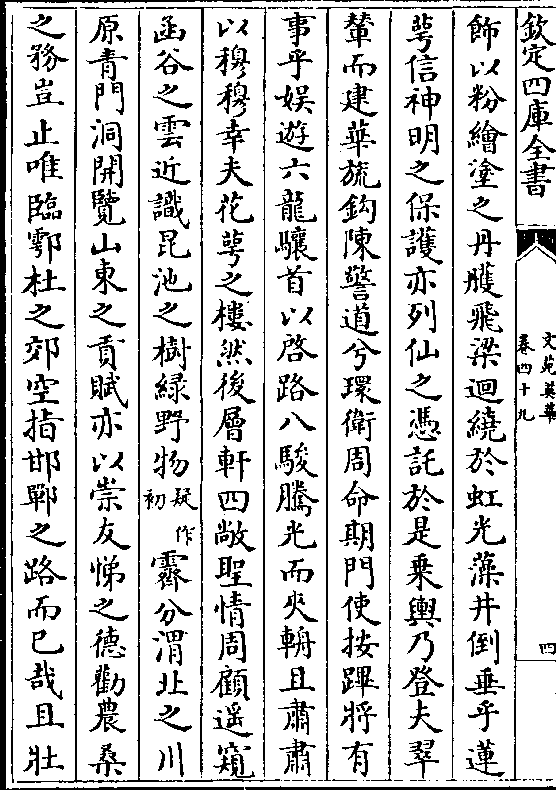 欽定四庫全書
文苑英華
卷四十九
四
飾以粉繪塗之丹雘飛梁迴繞於虹光藻井倒垂乎蓮
萼信神明之保護亦列仙之憑託於是乗輿乃登夫翠
輦而建華旒鈎陳警道兮環衛周命期門使按蹕將有
事乎娱遊六龍驤首以啓路八駿騰光而夾輈且肅肅
以穆穆幸夫花萼之樓然後層軒四敞聖情周顧遥窺
函谷之雲近識昆池之樹緑野物疑作初霽分渭北之川
原青門洞開覽山東之貢賦亦以崇友悌之德勸農桑
之務豈止唯臨鄠杜之郊空指邯鄲之路而已哉且壯